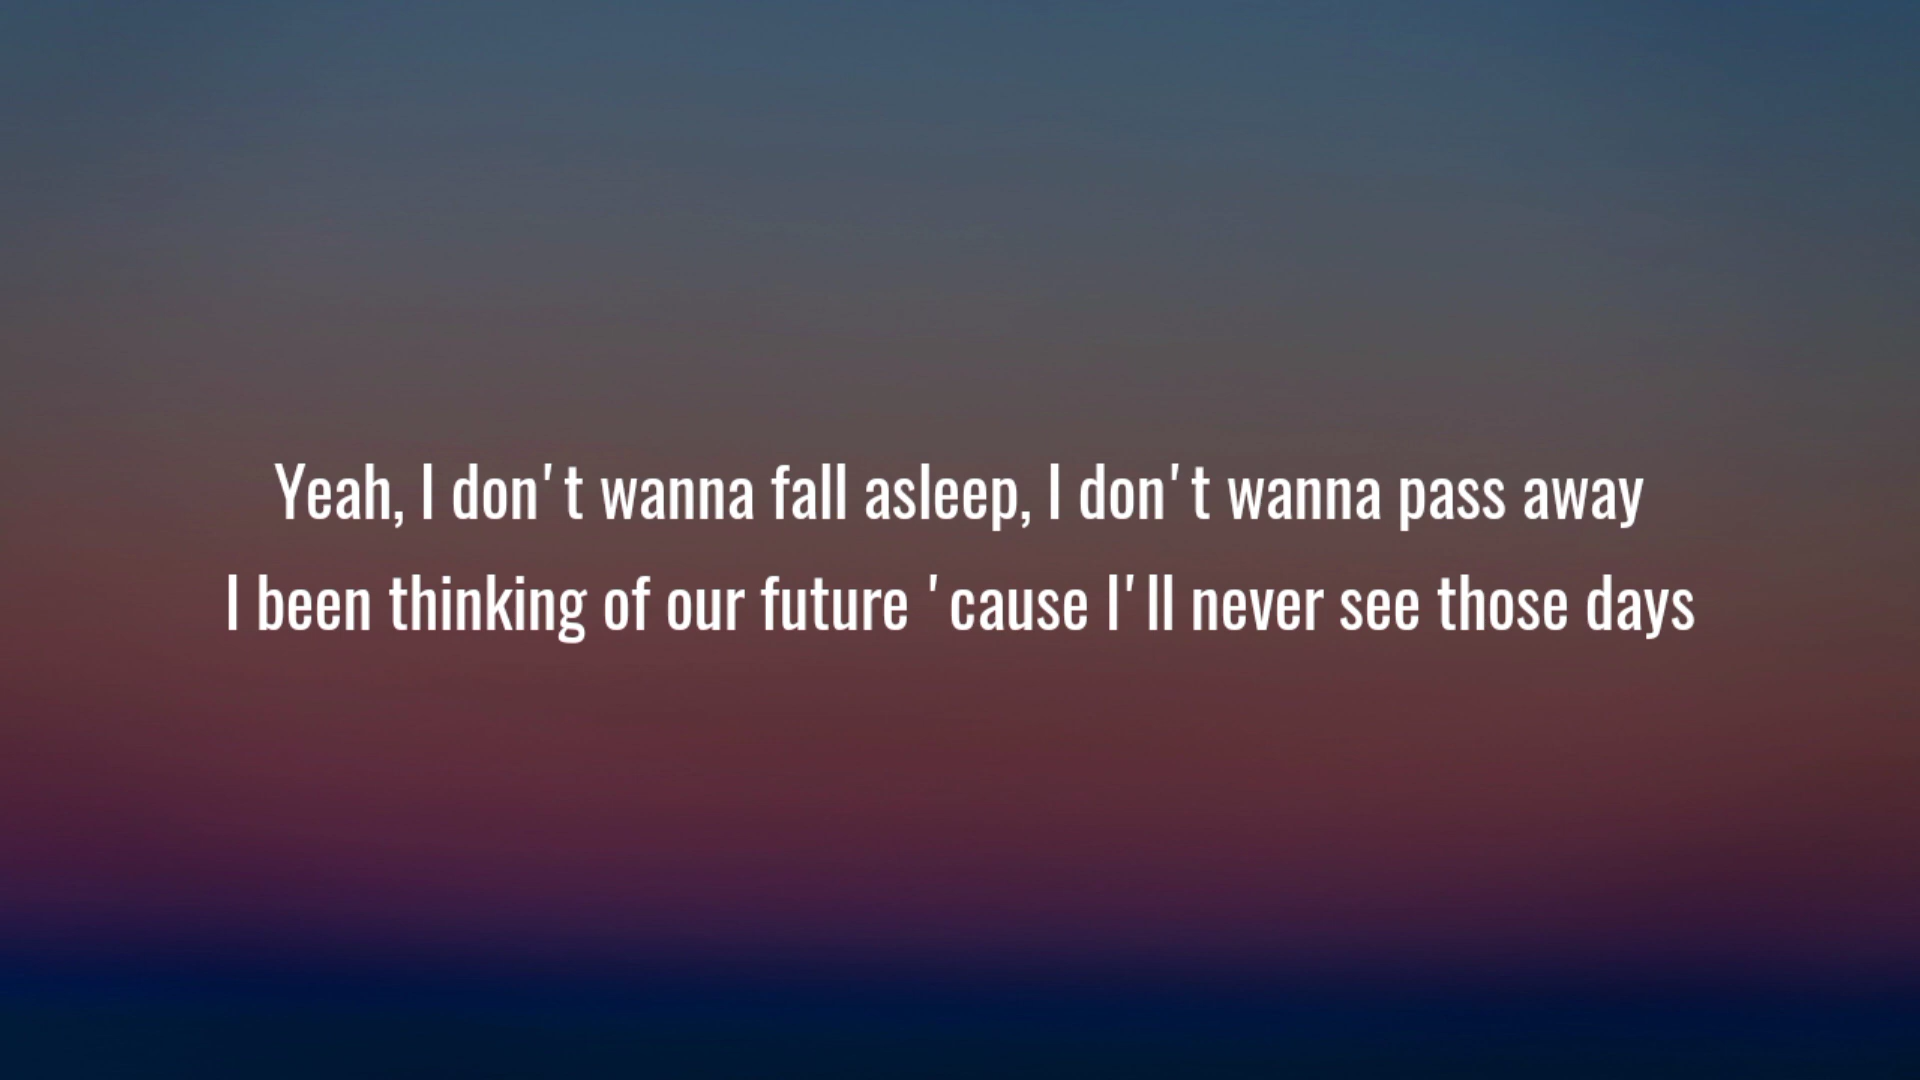 Yeah, I don't wanna fall asleep, I don't wanna pass away
I been thinking of our future 'cause I'll never see those days